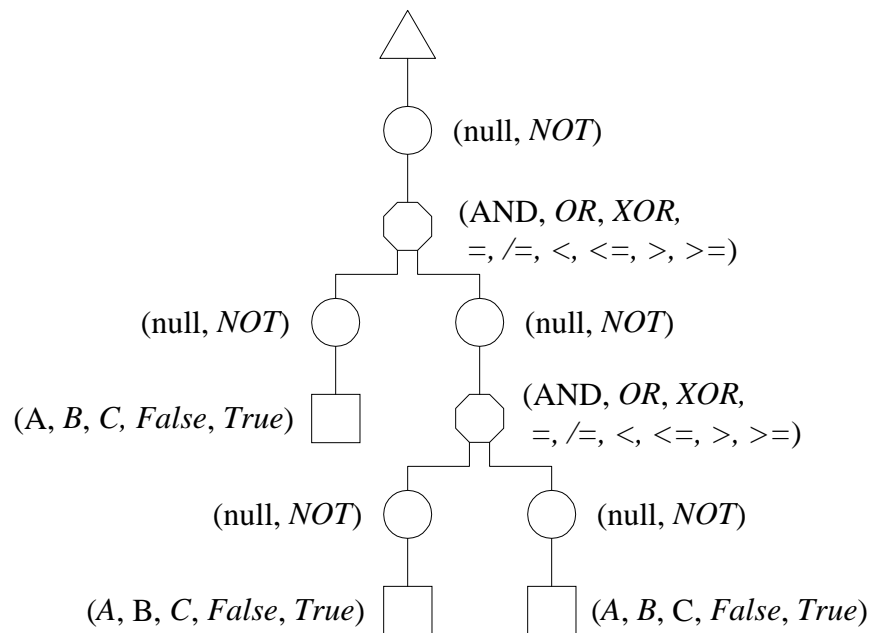 (null, NOT)
(AND, OR, XOR,
=, /=, <, <=, >, >=)
(null, NOT)
(null, NOT)
(A, B, C, False, True)
(AND, OR, XOR,
=, /=, <, <=, >, >=)
(null, NOT)
(null, NOT)
(A, B, C, False, True)
(A, B, C, False, True)